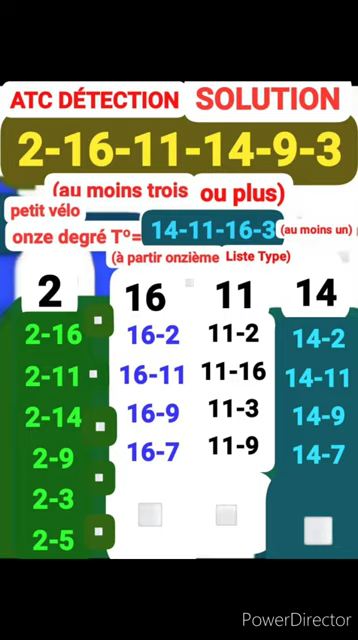 ATC DÉTECTION SOLUTION
2-16-11-14-9-3
(au moins trois ou plus)
petit vélo
onze degré Tº= 14-11-16-3 (au moins un)
(à partir onzième Liste Type)
2 16 11 14
2-16 16-2 11-2 14-2
2-11 16-11 11-16 14-11
2-14 16-9 11-3 14-9
2-9 16-7 11-9 14-7
2-3
2-5
PowerDirector